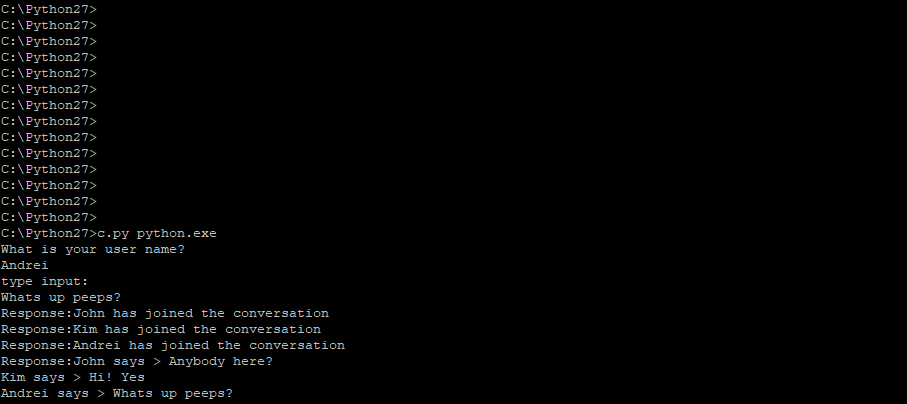 C:\Python27>
C:\Python27>
C:\Python27>
C:\Python27>
C:\Python27>
C:\Python27>
C:\Python27>
C:\Python27>
C:\Python27>
C:\Python27>
C:\Python27>
C:\Python27>
C:\Python27>
C:\Python27>
C:\Python27>c.py python.exe
What is your user name?
Andrei
type input:
Whats up peeps?
Response:John has joined the conversation
Response:Kim has joined the conversation
Response:Andrei has joined the conversation
Response:John says > Anybody here?
Kim says > Hi! Yes
Andrei says > Whats up peeps?